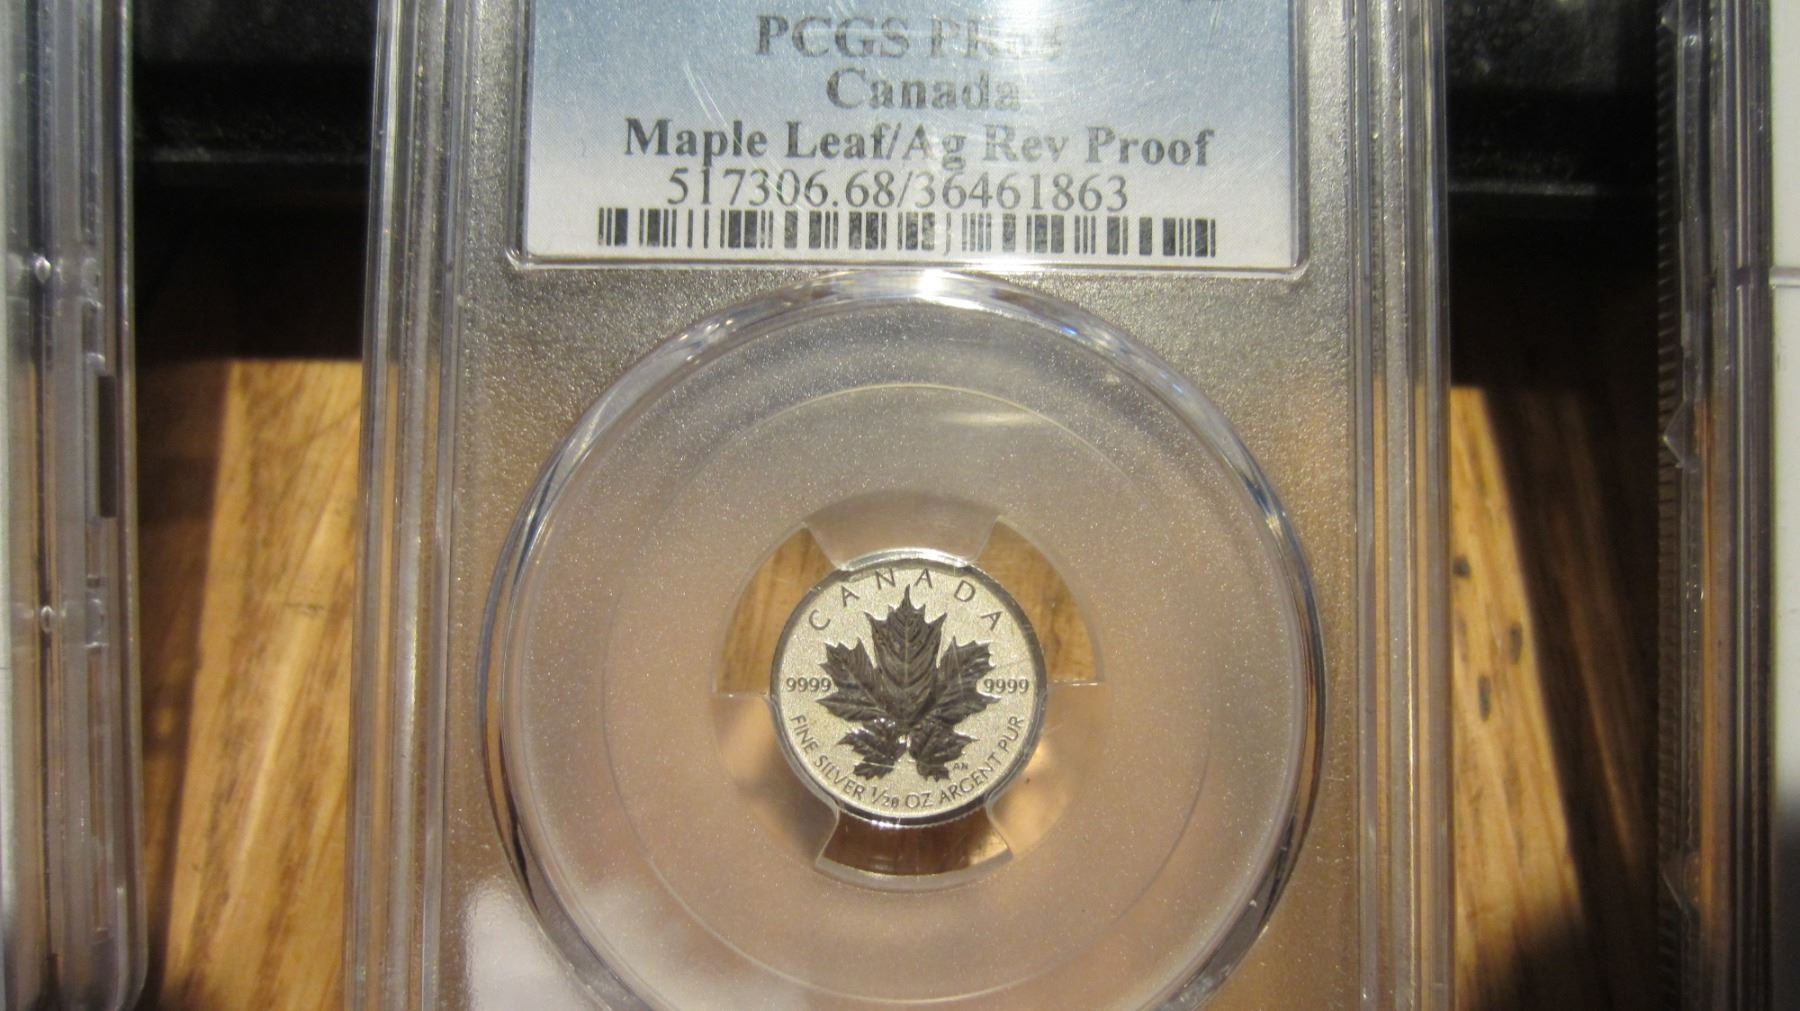 PCGS
Canada
Maple Leaf/Ag Rev Proof
517306.68/36461863
CANADA
9999 9999
FINE SILVER 1/20 OZ ARGENT PUR
AN